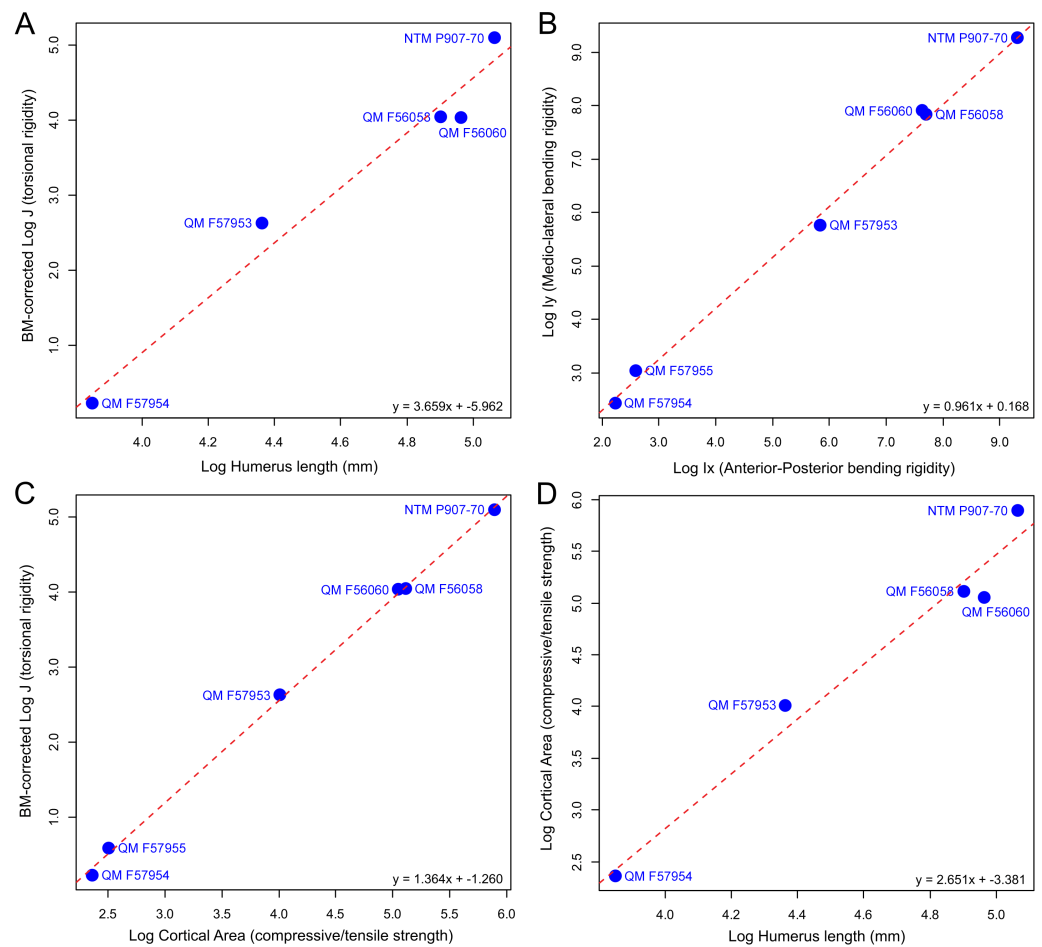 A
BM-corrected Log J (torsional rigidity)
5.0
4.0
3.0
2.0
1.0
NTM P907-70
QM F56058
QM F56060
QM F57953
QM F57954
y = 3.659x + -5.962
4.0 4.2 4.4 4.6 4.8 5.0
Log Humerus length (mm)
B
Log Iy (Medio-lateral bending rigidity)
9.0
8.0
7.0
6.0
5.0
4.0
3.0
NTM P907-70
QM F56060
QM F56058
QM F57953
QM F57955
QM F57954
y = 0.961x + 0.168
2.0 3.0 4.0 5.0 6.0 7.0 8.0 9.0
Log Ix (Anterior-Posterior bending rigidity)
C
BM-corrected Log J (torsional rigidity)
5.0
4.0
3.0
2.0
1.0
NTM P907-70
QM F56060
QM F56058
QM F57953
QM F57955
QM F57954
y = 1.364x + -1.260
2.5 3.0 3.5 4.0 4.5 5.0 5.5 6.0
Log Cortical Area (compressive/tensile strength)
D
Log Cortical Area (compressive/tensile strength)
6.0
5.5
5.0
4.5
4.0
3.5
3.0
2.5
NTM P907-70
QM F56058
QM F56060
QM F57953
QM F57954
y = 2.651x + -3.381
4.0 4.2 4.4 4.6 4.8 5.0
Log Humerus length (mm)